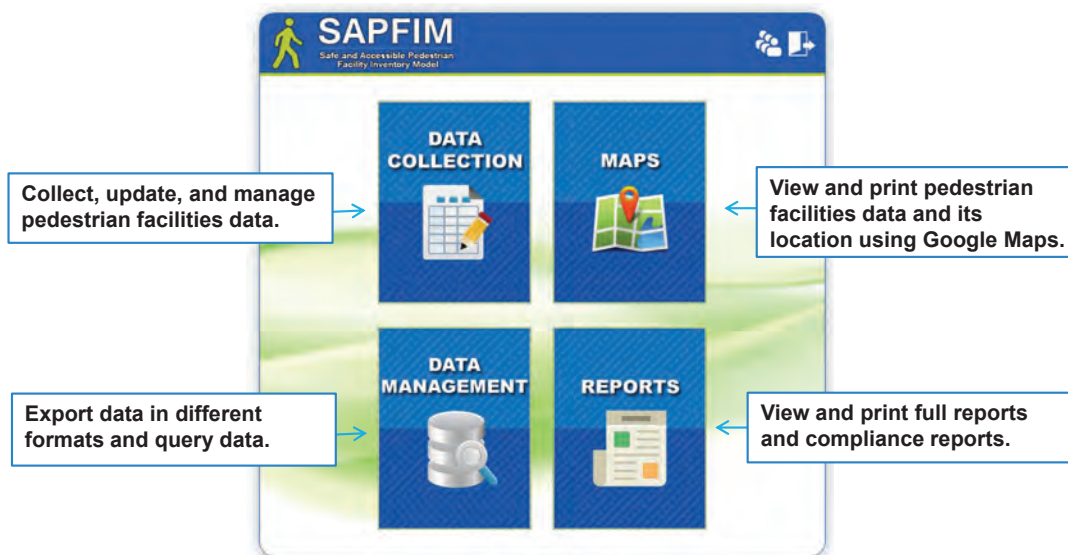 SAPFIM
Safe and Accessible Pedestrian
Facility Inventory Model
DATA
COLLECTION
MAPS
Collect, update, and manage
pedestrian facilities data.
View and print pedestrian
facilities data and its
location using Google Maps.
DATA
MANAGEMENT
REPORTS
Export data in different
formats and query data.
View and print full reports
and compliance reports.